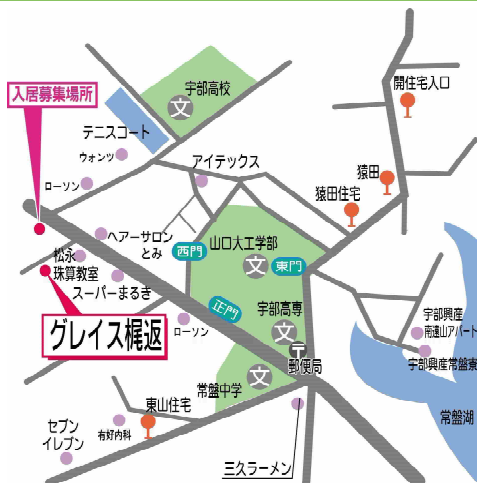 宇部高校
文
開住宅入口
入居募集場所
テニスコート
ウォンツ
アイテックス
猿田
ローソン
猿田住宅
ヘアーサロン
とみ
西門
山口大工学部
文
東門
松永
珠算教室
スーパーまるき
正門
宇部高専
文
グレイス梶返
ローソン
郵便局
宇部興産
南遠山アパート
宇部興産常盤寮
常盤中学
文
常盤湖
東山住宅
セブン
イレブン
有好内科
三久ラーメン